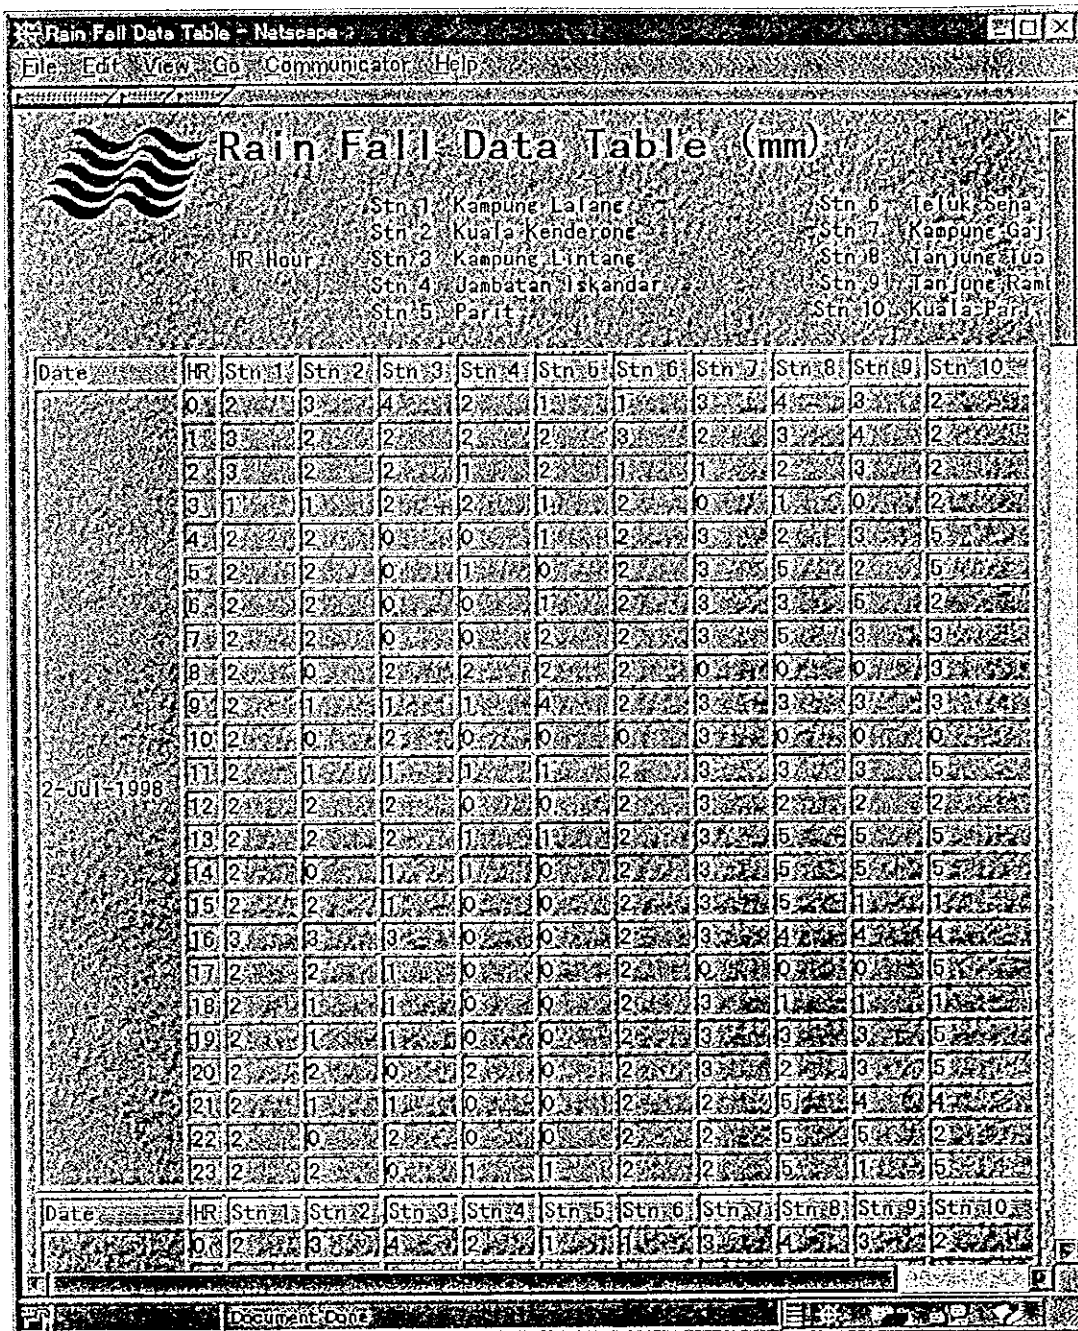 Rain Fall Data Table - Netscape
File Edit View Go Communicator Help
Rain Fall Data Table (mm)
Stn 1 Kampung Lalang Stn 6 Teluk Sena
Stn 2 Kuala Kenderong Stn 7 Kampung Gaj
HR Hour Stn 3 Kampung Lintang Stn 8 Tanjung Tua
Stn 4 Jambatan Iskandar Stn 9 Tanjung Ram
Stn 5 Parit Stn 10 Kuala Pari
Date HR Stn 1 Stn 2 Stn 3 Stn 4 Stn 5 Stn 6 Stn 7 Stn 8 Stn 9 Stn 10
0 2 3 4 2 1 1 3 4 3 2
1 3 2 2 2 2 3 2 3 4 2
2 3 2 2 1 2 1 1 2 3 2
3 1 1 2 2 1 2 0 1 0 2
4 2 2 0 0 1 2 3 2 3 5
5 2 2 0 1 0 2 3 5 2 5
6 2 2 0 0 1 2 3 3 5 2
7 2 2 0 0 2 2 3 5 3 3
8 2 0 2 2 2 2 0 0 0 3
9 2 1 1 1 4 2 3 3 3 3
10 2 0 2 0 0 0 3 0 0 0
11 2 1 1 1 1 2 3 3 3 5
2-Jul-1998
12 2 2 2 0 0 2 3 2 2 2
13 2 2 2 1 1 2 3 5 5 5
14 2 0 1 1 0 2 3 5 5 5
15 2 2 1 0 0 2 3 5 1 1
16 3 3 3 0 0 2 3 4 4 4
17 2 2 1 0 0 2 0 0 0 5
18 2 1 1 0 0 2 3 1 1 1
19 2 1 1 0 0 2 3 3 3 5
20 2 2 0 2 0 2 3 2 3 5
21 2 1 1 0 0 2 2 5 4 4
22 2 0 2 0 0 2 2 5 5 2
23 2 2 0 1 1 2 2 5 1 5
Date HR Stn 1 Stn 2 Stn 3 Stn 4 Stn 5 Stn 6 Stn 7 Stn 8 Stn 9 Stn 10
0 2 3 4 2 1 1 3 4 3 2
Document Done